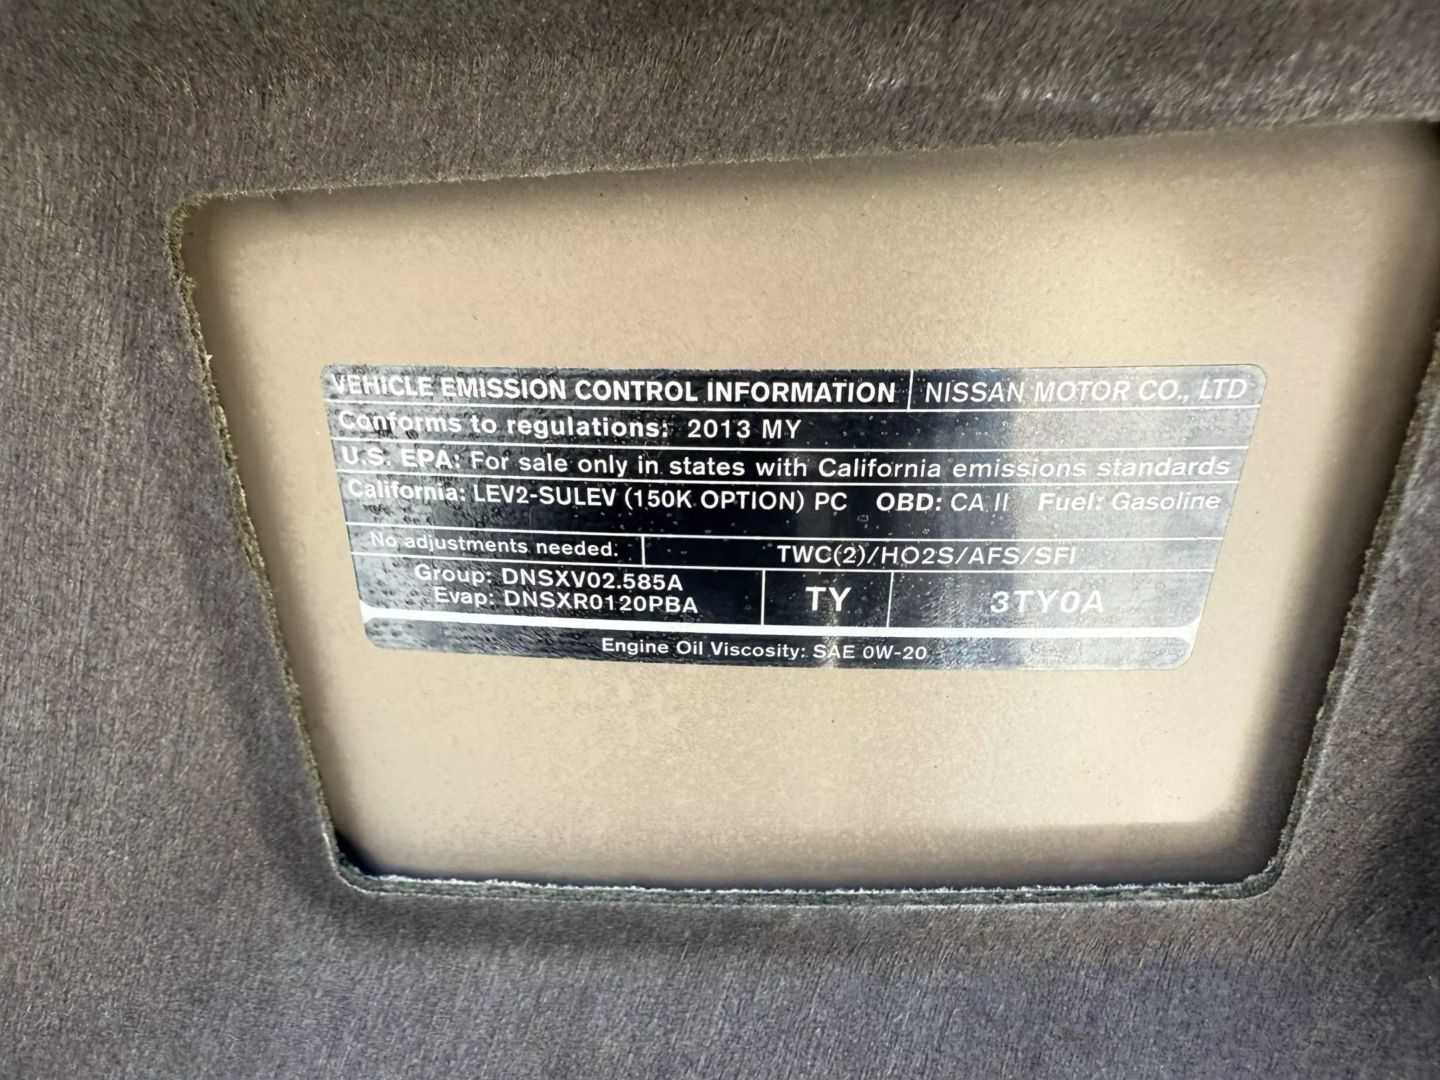 VEHICLE EMISSION CONTROL INFORMATION NISSAN MOTOR CO., LTD
Conforms to regulations: 2013 MY
U.S. EPA: For sale only in states with California emissions standards
California: LEV2-SULEV (150K OPTION) PC OBD: CA II Fuel: Gasoline
No adjustments needed: TWC(2)/HO2S/AFS/SFI
Group: DNSXV02.585A
Evap: DNSXR0120PBA
TY
3TY0A
Engine Oil Viscosity: SAE 0W-20